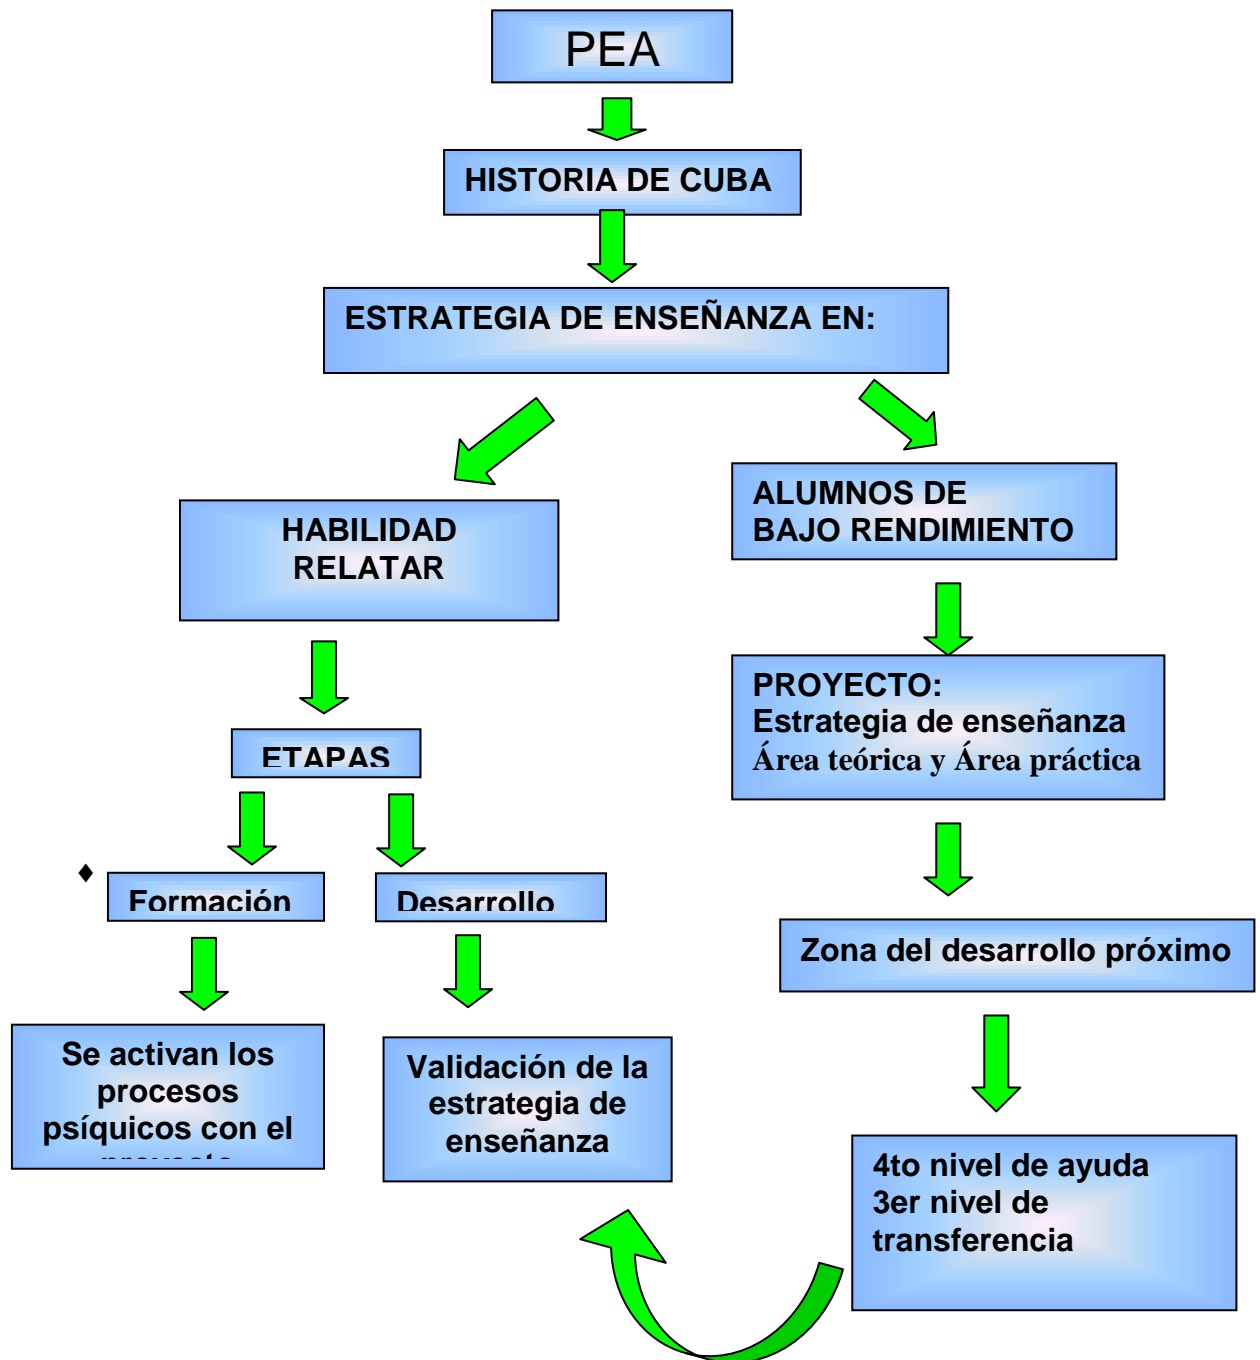 PEA
HISTORIA DE CUBA
ESTRATEGIA DE ENSEÑANZA EN:
HABILIDAD
RELATAR
ALUMNOS DE
BAJO RENDIMIENTO
ETAPAS
PROYECTO:
Estrategia de enseñanza
Área teórica y Área práctica
Formación
Desarrollo
Zona del desarrollo próximo
Se activan los
procesos
psíquicos con el
Validación de la
estrategia de
enseñanza
4to nivel de ayuda
3er nivel de
transferencia